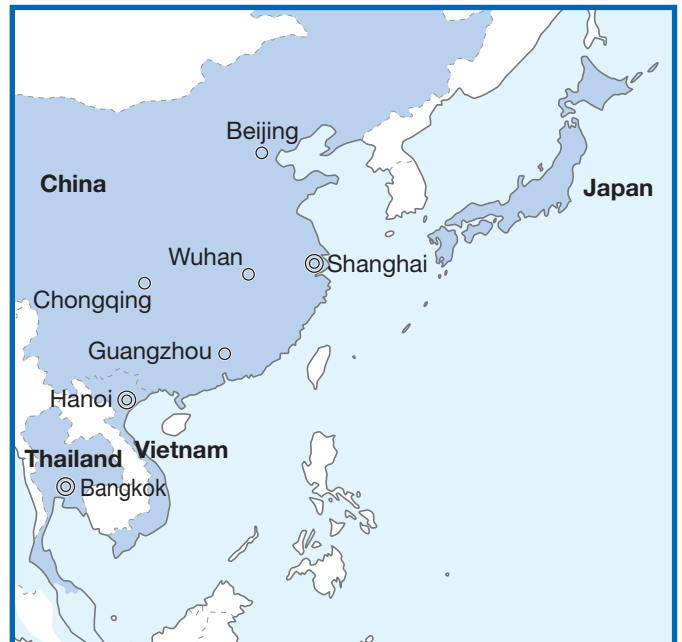 Beijing
China
Japan
Wuhan
Shanghai
Chongqing
Guangzhou
Hanoi
Vietnam
Thailand
Bangkok